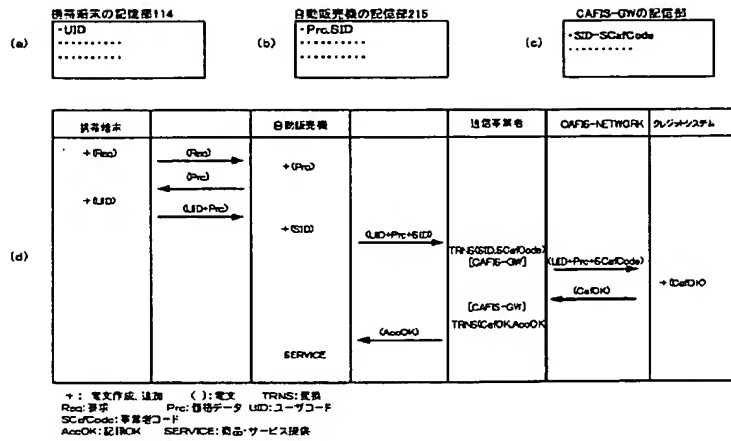 携帯端末の記憶部114
自動販売機の記憶部215
CAFIS-GWの記憶部
(a)
・UID
(b)
・Prc.SID
(c)
・SID-SCafCode
携帯端末
自動販売機
通信事業者
CAFIS-NETWORK
クレジットシステム
+(Req)
(Req)
+(Prc)
(Prc)
+(UID)
(UID+Prc)
+(SID)
(UID+Prc+SID)
(d)
TRNS(SID,SCafCode)
[CAFIS-GW]
(UID+Prc+SCafCode)
(CafOK)
+(CafOK)
[CAFIS-GW]
TRNS(CafOK,AccOK
(AccOK)
SERVICE
+: 電文作成、追加 ( ):電文 TRNS:変換
Req:要求 Prc:価格データ UID:ユーザコード
SCafCode:事業者コード
AccOK:記録OK SERVICE:商品・サービス提供